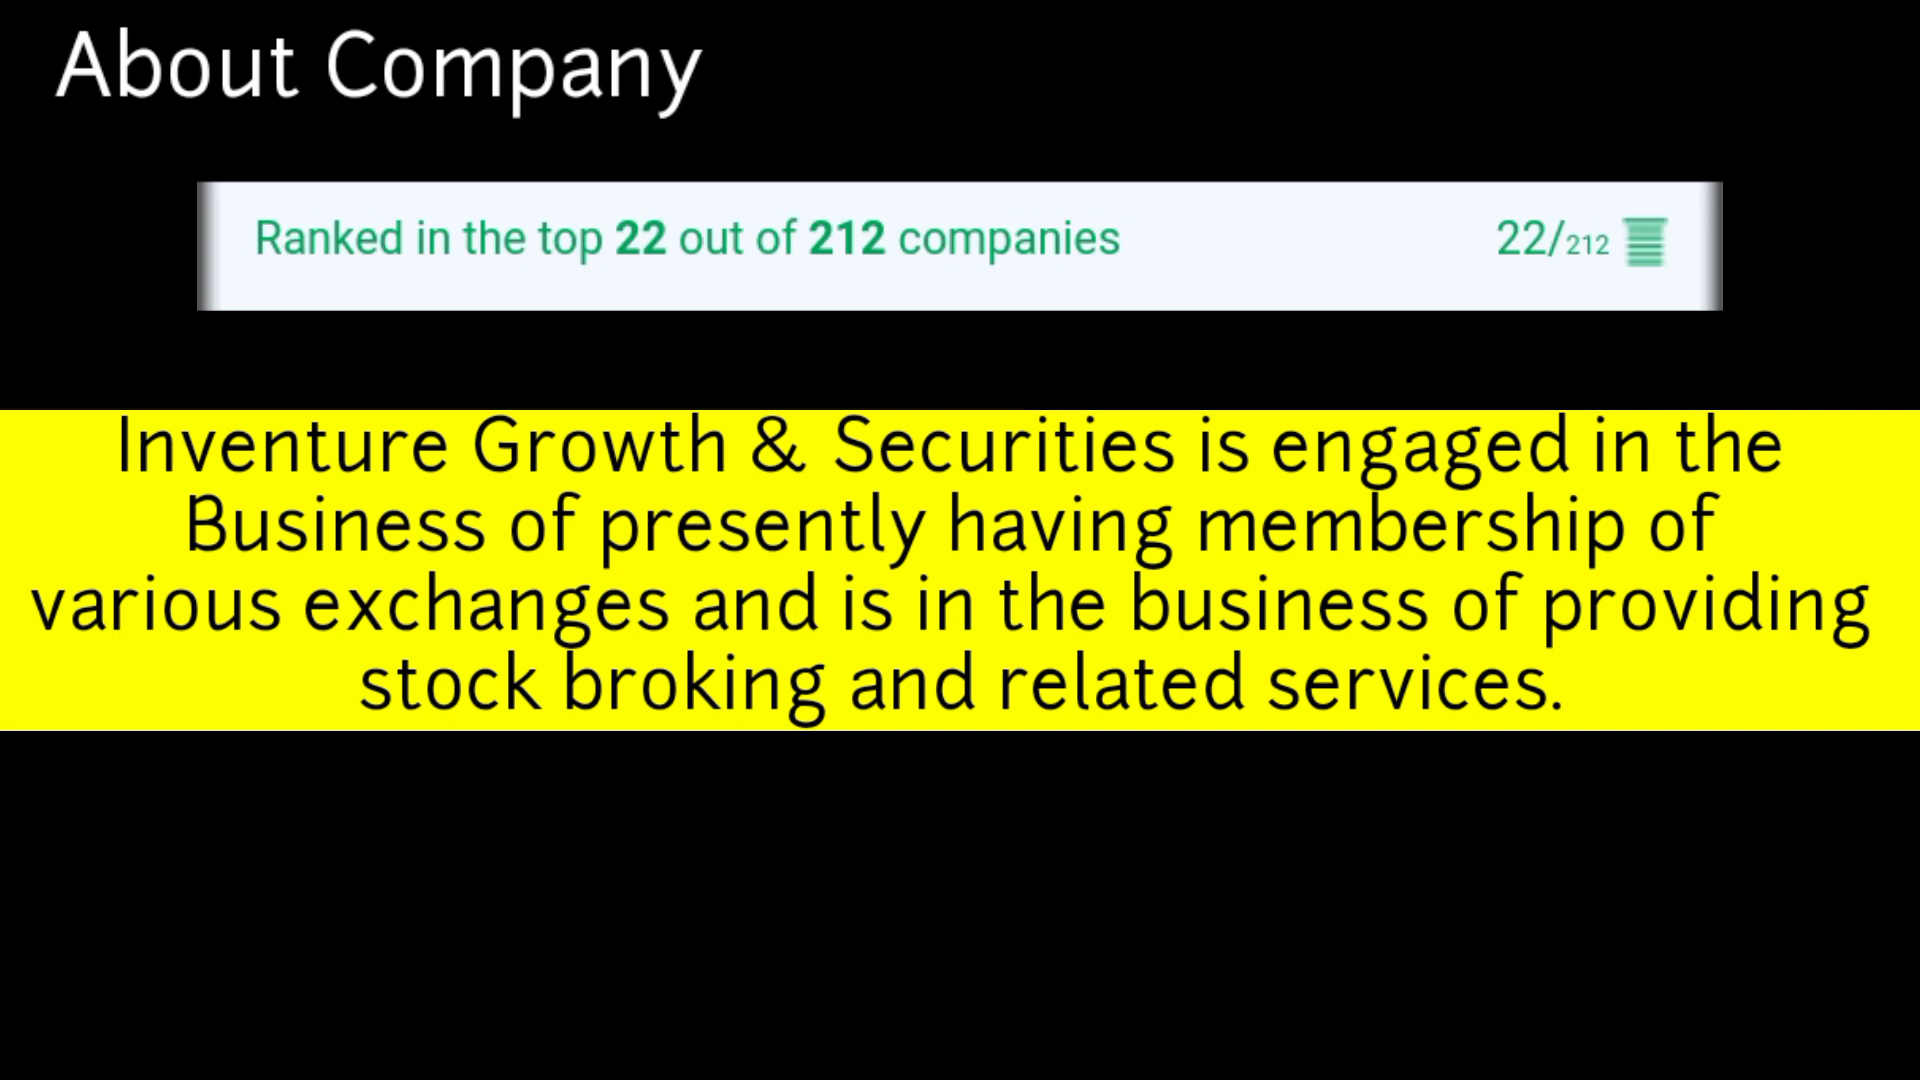 About Company
Ranked in the top 22 out of 212 companies 22/212
Inventure Growth & Securities is engaged in the
Business of presently having membership of
various exchanges and is in the business of providing
stock broking and related services.